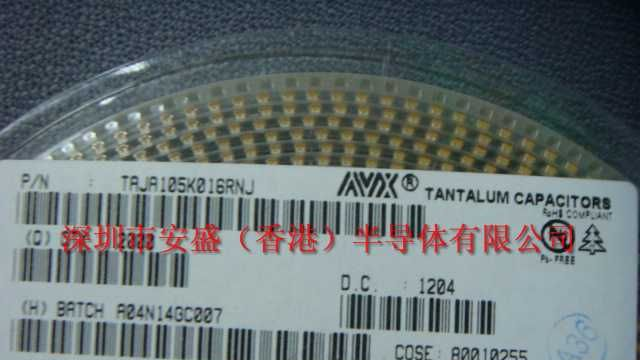 P/N : TAJA105K016RNJ
AVX® TANTALUM CAPACITORS
RoHS COMPLIANT
深圳市安盛（香港）半导体有限公司
2000
Pb- FREE
D.C. : 1204
(H) BATCH A04N14GC007
COSE: A0010255